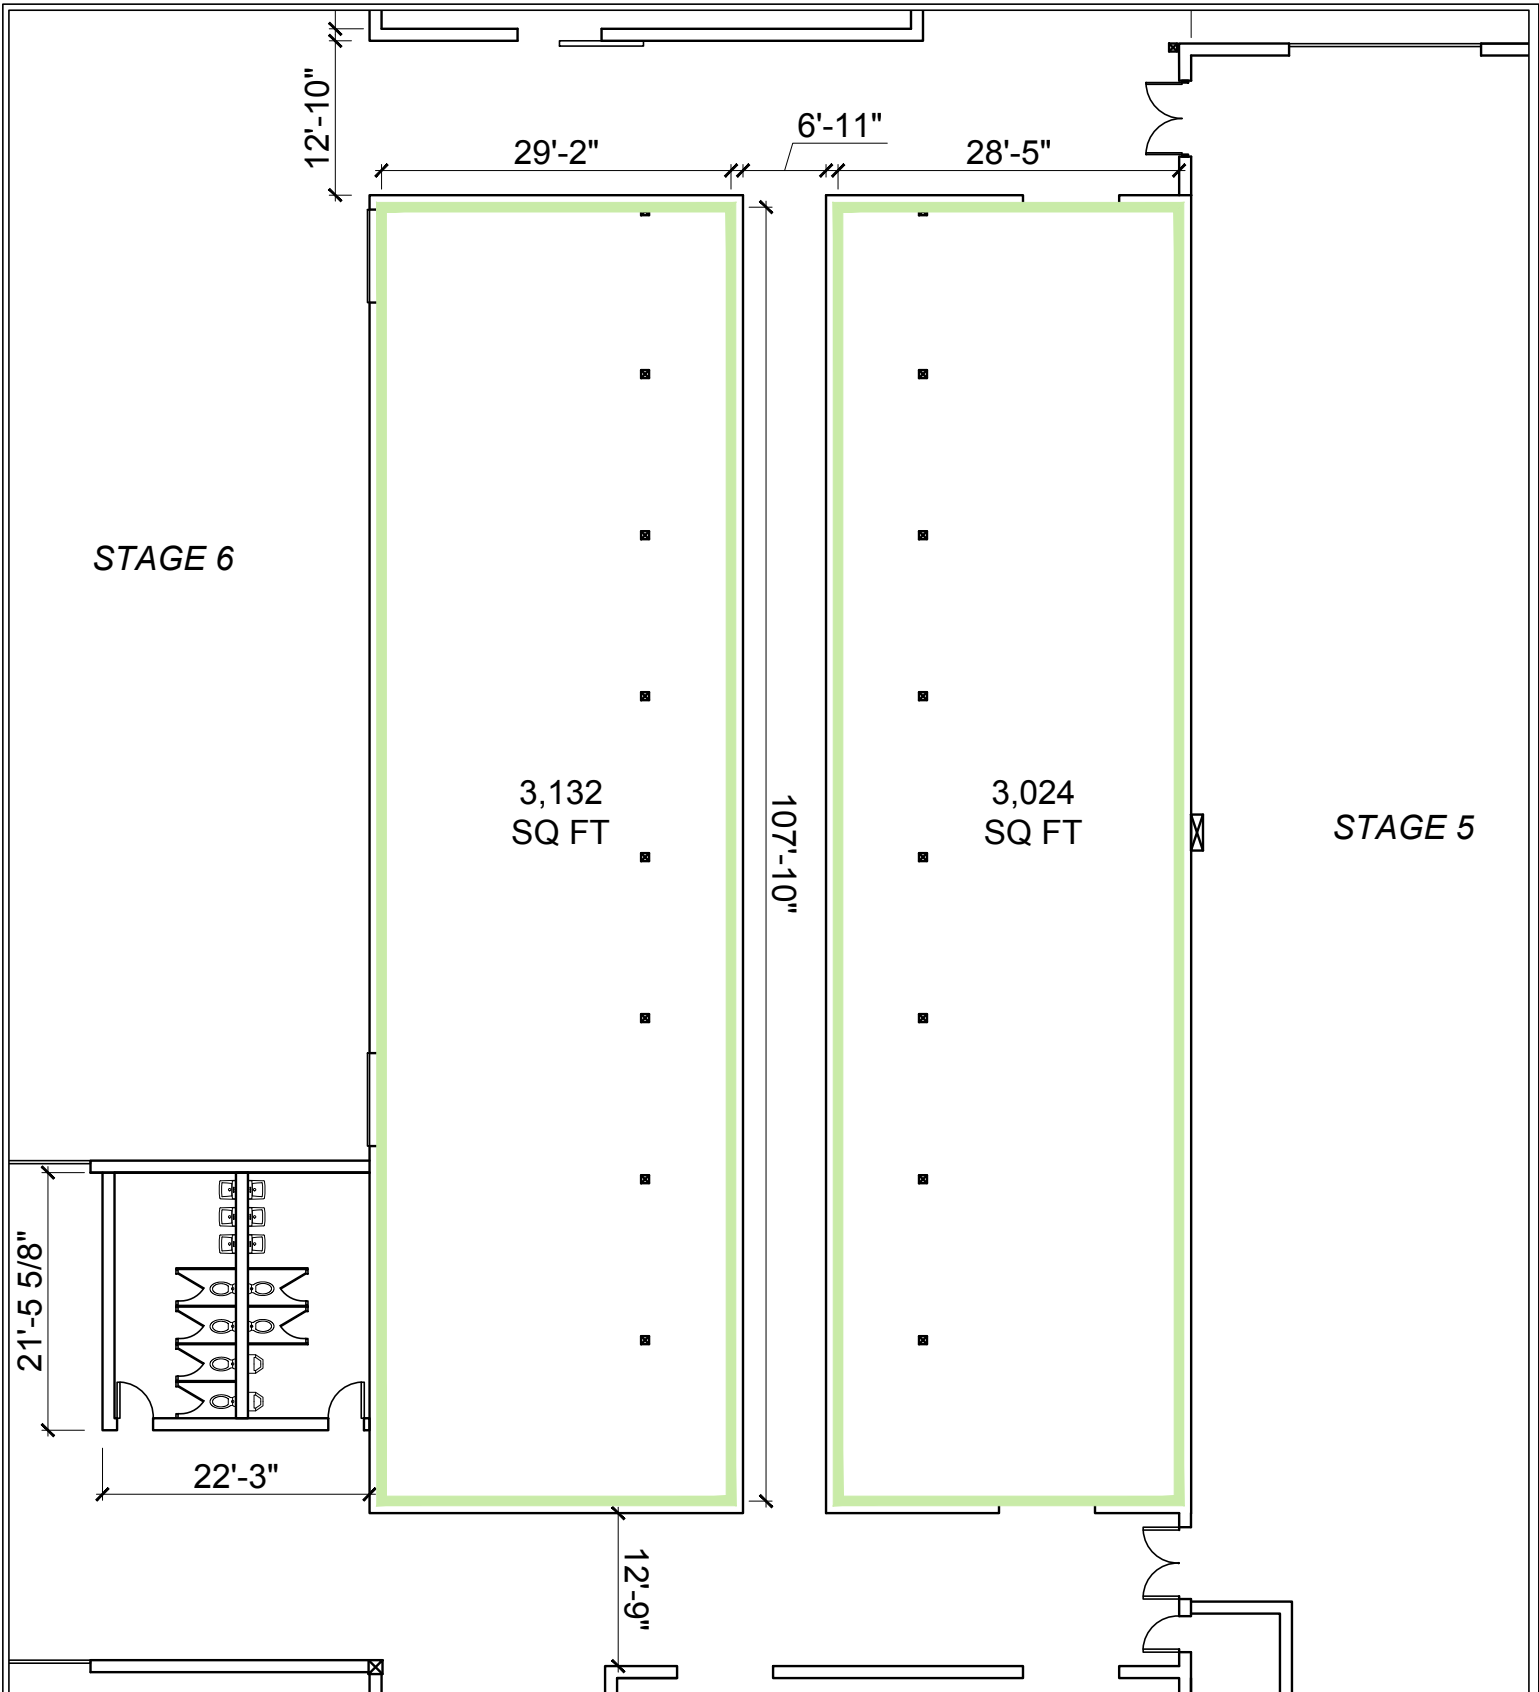 12'-10"
6'-11"
29'-2"
28'-5"
STAGE 6
3,132
SQ FT
107'-10"
3,024
SQ FT
STAGE 5
21'-5 5/8"
22'-3"
12'-9"